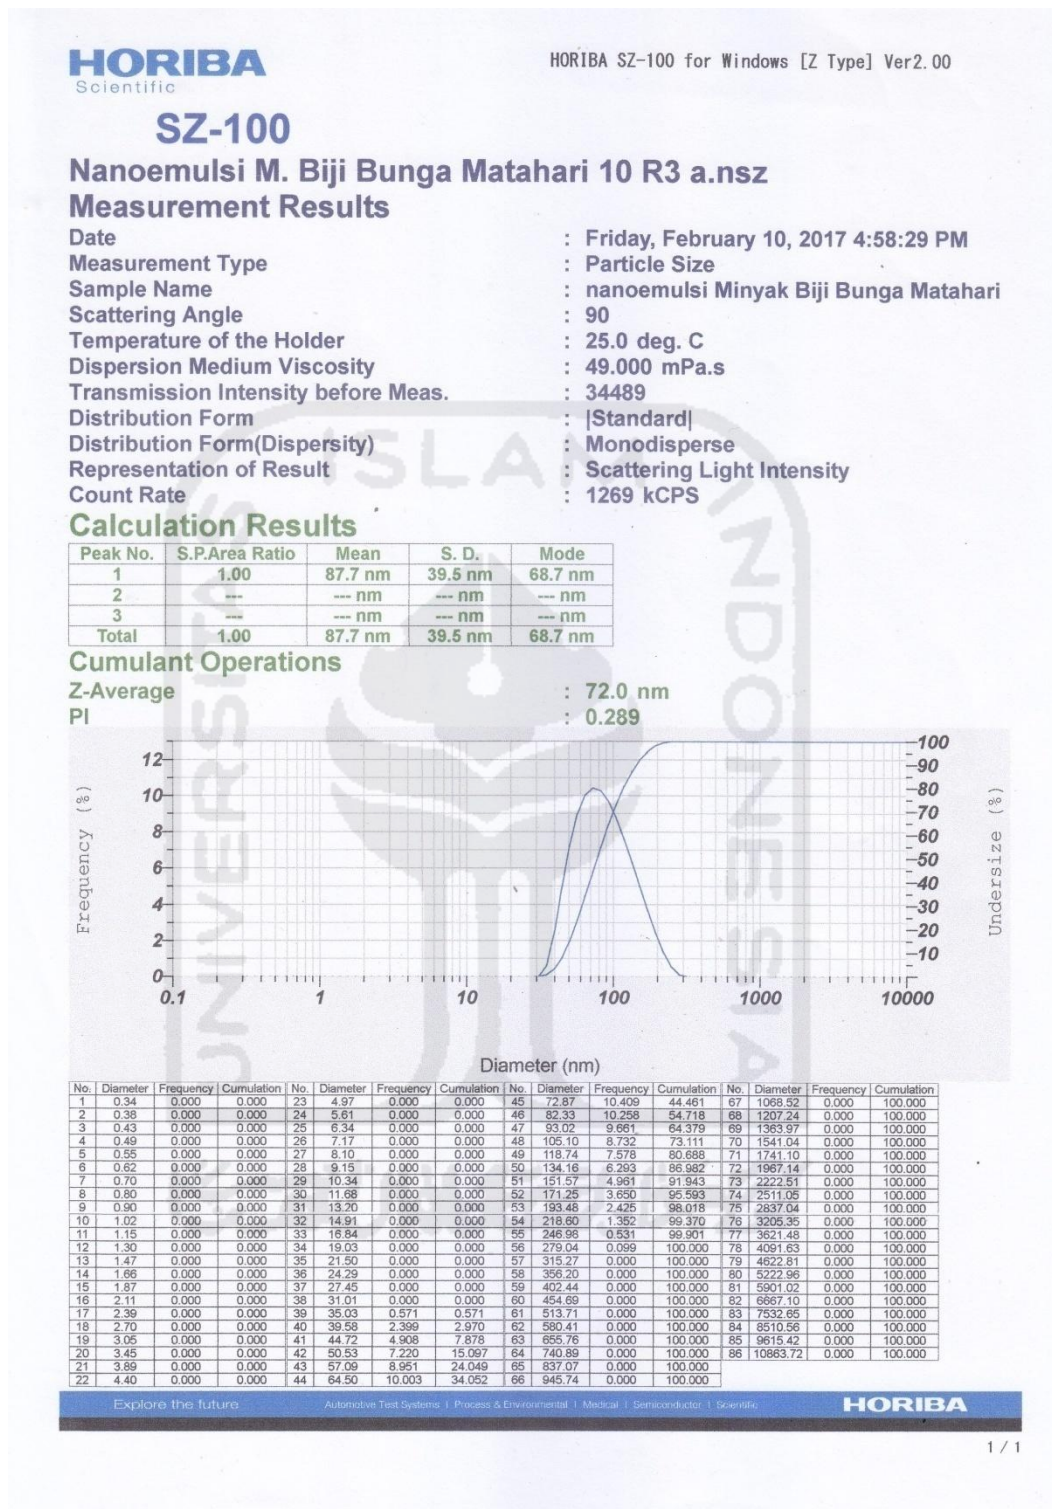 HORIBA
Scientific
HORIBA SZ-100 for Windows [Z Type] Ver2.00
SZ-100
Nanoemulsi M. Biji Bunga Matahari 10 R3 a.nsz
Measurement Results
Date : Friday, February 10, 2017 4:58:29 PM
Measurement Type : Particle Size
Sample Name : nanoemulsi Minyak Biji Bunga Matahari
Scattering Angle : 90
Temperature of the Holder : 25.0 deg. C
Dispersion Medium Viscosity : 49.000 mPa.s
Transmission Intensity before Meas. : 34489
Distribution Form : |Standard|
Distribution Form(Dispersity) : Monodisperse
Representation of Result : Scattering Light Intensity
Count Rate : 1269 kCPS
Calculation Results
Peak No. S.P.Area Ratio Mean S. D. Mode
1 1.00 87.7 nm 39.5 nm 68.7 nm
2 --- --- nm --- nm --- nm
3 --- --- nm --- nm --- nm
Total 1.00 87.7 nm 39.5 nm 68.7 nm
Cumulant Operations
Z-Average : 72.0 nm
PI : 0.289
UNIVERSITAS ISLAM INDONESIA
Frequency (%)
12
10
8
6
4
2
0
0.1 1 10 100 1000 10000
100
90
80
70
60
50
40
30
20
10
Undersize (%)
Diameter (nm)
No. Diameter Frequency Cumulation No. Diameter Frequency Cumulation No. Diameter Frequency Cumulation No. Diameter Frequency Cumulation
1 0.34 0.000 0.000 23 4.97 0.000 0.000 45 72.87 10.409 44.461 67 1068.52 0.000 100.000
2 0.38 0.000 0.000 24 5.61 0.000 0.000 46 82.33 10.258 54.718 68 1207.24 0.000 100.000
3 0.43 0.000 0.000 25 6.34 0.000 0.000 47 93.02 9.661 64.379 69 1363.97 0.000 100.000
4 0.49 0.000 0.000 26 7.17 0.000 0.000 48 105.10 8.732 73.111 70 1541.04 0.000 100.000
5 0.55 0.000 0.000 27 8.10 0.000 0.000 49 118.74 7.578 80.688 71 1741.10 0.000 100.000
6 0.62 0.000 0.000 28 9.15 0.000 0.000 50 134.16 6.293 86.982 72 1967.14 0.000 100.000
7 0.70 0.000 0.000 29 10.34 0.000 0.000 51 151.57 4.961 91.943 73 2222.51 0.000 100.000
8 0.80 0.000 0.000 30 11.68 0.000 0.000 52 171.25 3.650 95.593 74 2511.05 0.000 100.000
9 0.90 0.000 0.000 31 13.20 0.000 0.000 53 193.48 2.425 98.018 75 2837.04 0.000 100.000
10 1.02 0.000 0.000 32 14.91 0.000 0.000 54 218.60 1.352 99.370 76 3205.35 0.000 100.000
11 1.15 0.000 0.000 33 16.84 0.000 0.000 55 246.98 0.531 99.901 77 3621.48 0.000 100.000
12 1.30 0.000 0.000 34 19.03 0.000 0.000 56 279.04 0.099 100.000 78 4091.63 0.000 100.000
13 1.47 0.000 0.000 35 21.50 0.000 0.000 57 315.27 0.000 100.000 79 4622.81 0.000 100.000
14 1.66 0.000 0.000 36 24.29 0.000 0.000 58 356.20 0.000 100.000 80 5222.96 0.000 100.000
15 1.87 0.000 0.000 37 27.45 0.000 0.000 59 402.44 0.000 100.000 81 5901.02 0.000 100.000
16 2.11 0.000 0.000 38 31.01 0.000 0.000 60 454.69 0.000 100.000 82 6667.10 0.000 100.000
17 2.39 0.000 0.000 39 35.03 0.571 0.571 61 513.71 0.000 100.000 83 7532.65 0.000 100.000
18 2.70 0.000 0.000 40 39.58 2.399 2.970 62 580.41 0.000 100.000 84 8510.56 0.000 100.000
19 3.05 0.000 0.000 41 44.72 4.908 7.878 63 655.76 0.000 100.000 85 9615.42 0.000 100.000
20 3.45 0.000 0.000 42 50.53 7.220 15.097 64 740.89 0.000 100.000 86 10863.72 0.000 100.000
21 3.89 0.000 0.000 43 57.09 8.951 24.049 65 837.07 0.000 100.000
22 4.40 0.000 0.000 44 64.50 10.003 34.052 66 945.74 0.000 100.000
Explore the future
Automotive Test Systems | Process & Environmental | Medical | Semiconductor | Scientific
HORIBA
1 / 1